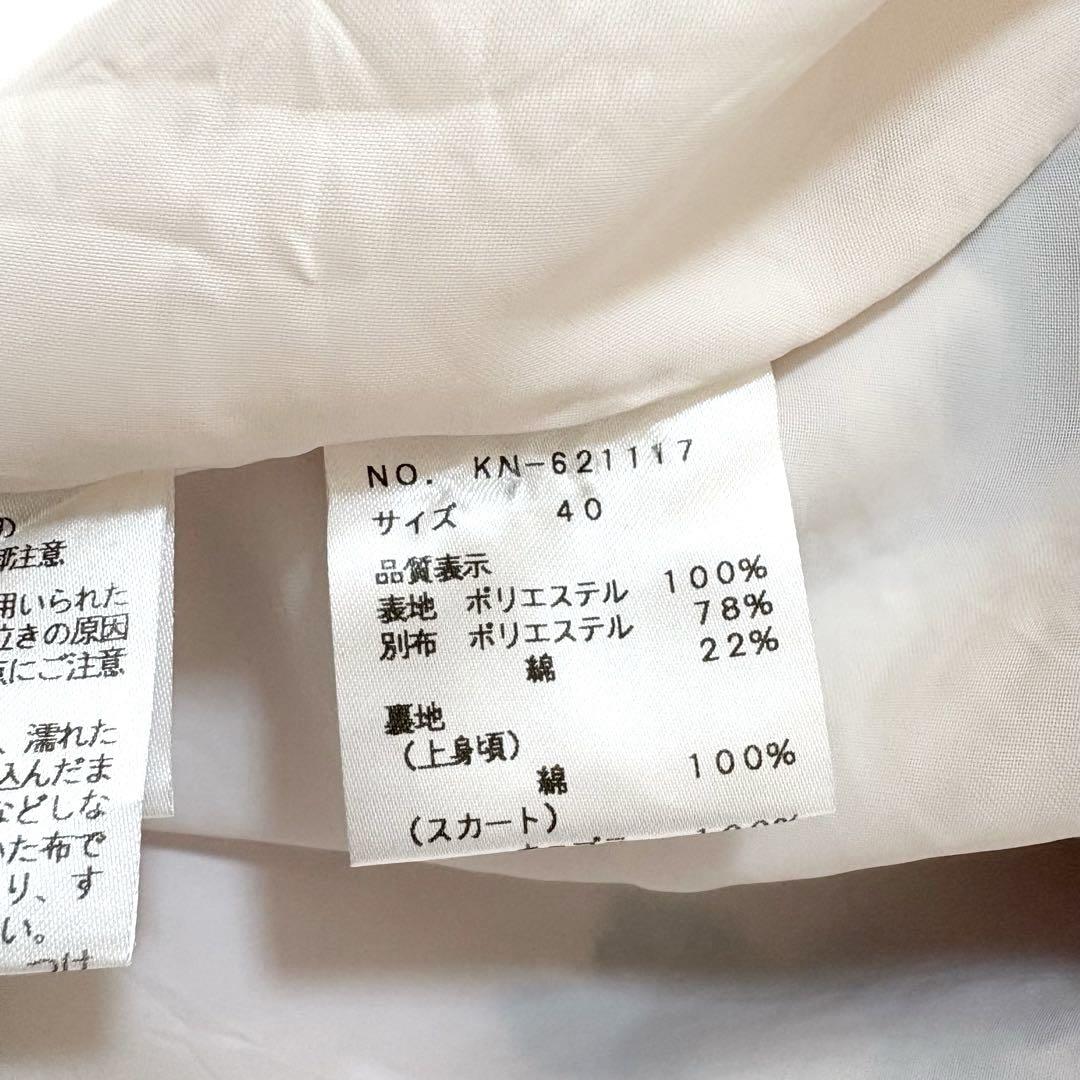 NO. KN-621117
サイズ 40
品質表示
表地 ポリエステル 100%
別布 ポリエステル 78%
綿 22%
裏地
(上身頃)
綿 100%
(スカート)
の
注意
用いられた
泣きの原因
点にご注意
、濡れた
込んだま
などしな
いた布で
り、す
い。